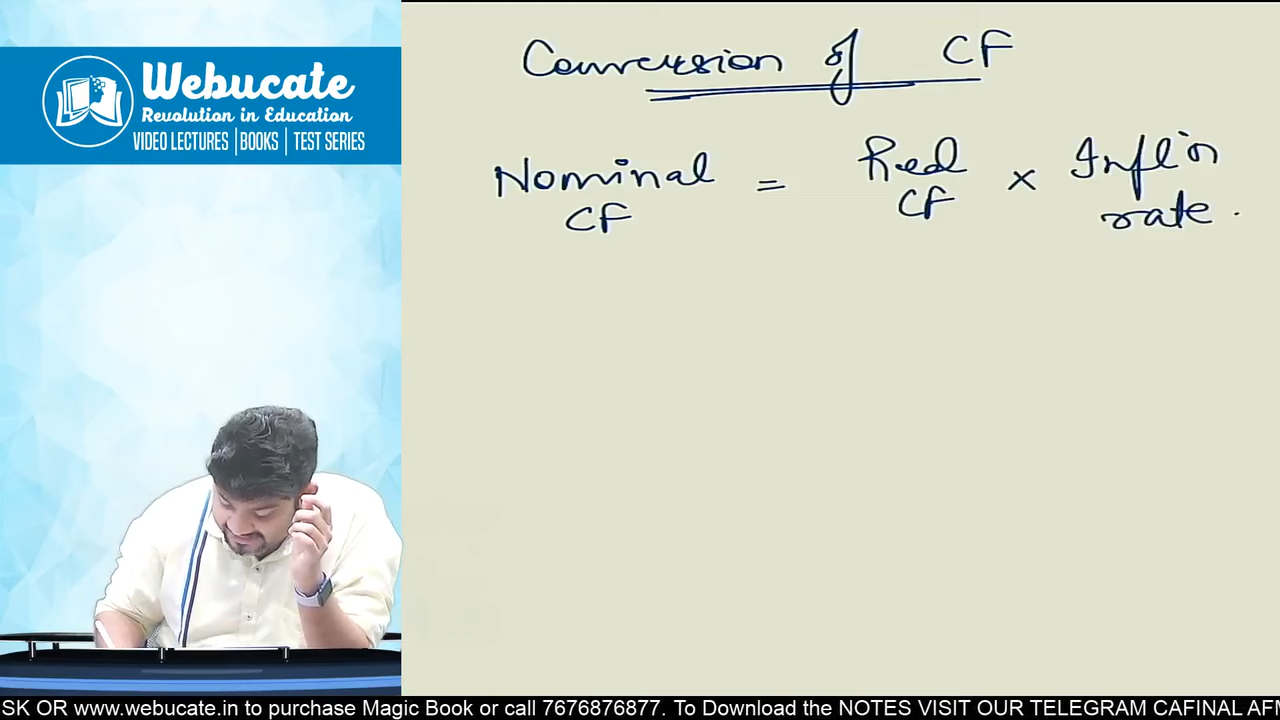 Webucate
Revolution in Education
VIDEO LECTURES | BOOKS | TEST SERIES
Conversion of CF
Nominal CF = Real CF × Infl'n rate.
SK OR www.webucate.in to purchase Magic Book or call 7676876877. To Download the NOTES VISIT OUR TELEGRAM CAFINAL AFM